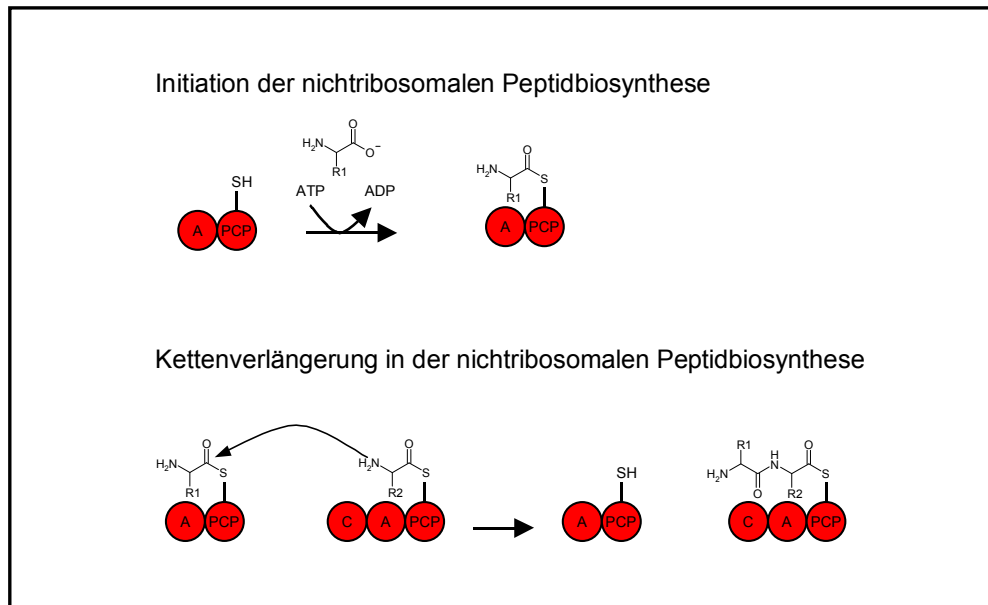 Initiation der nichtribosomalen Peptidbiosynthese
O
H2N
O–
R1
SH
ATP ADP
A PCP
O
H2N
S
R1
A PCP
Kettenverlängerung in der nichtribosomalen Peptidbiosynthese
O
H2N
S
R1
A PCP
O
H2N
S
R2
C A PCP
SH
A PCP
R1
H
N
O
H2N
S
O
R2
C A PCP